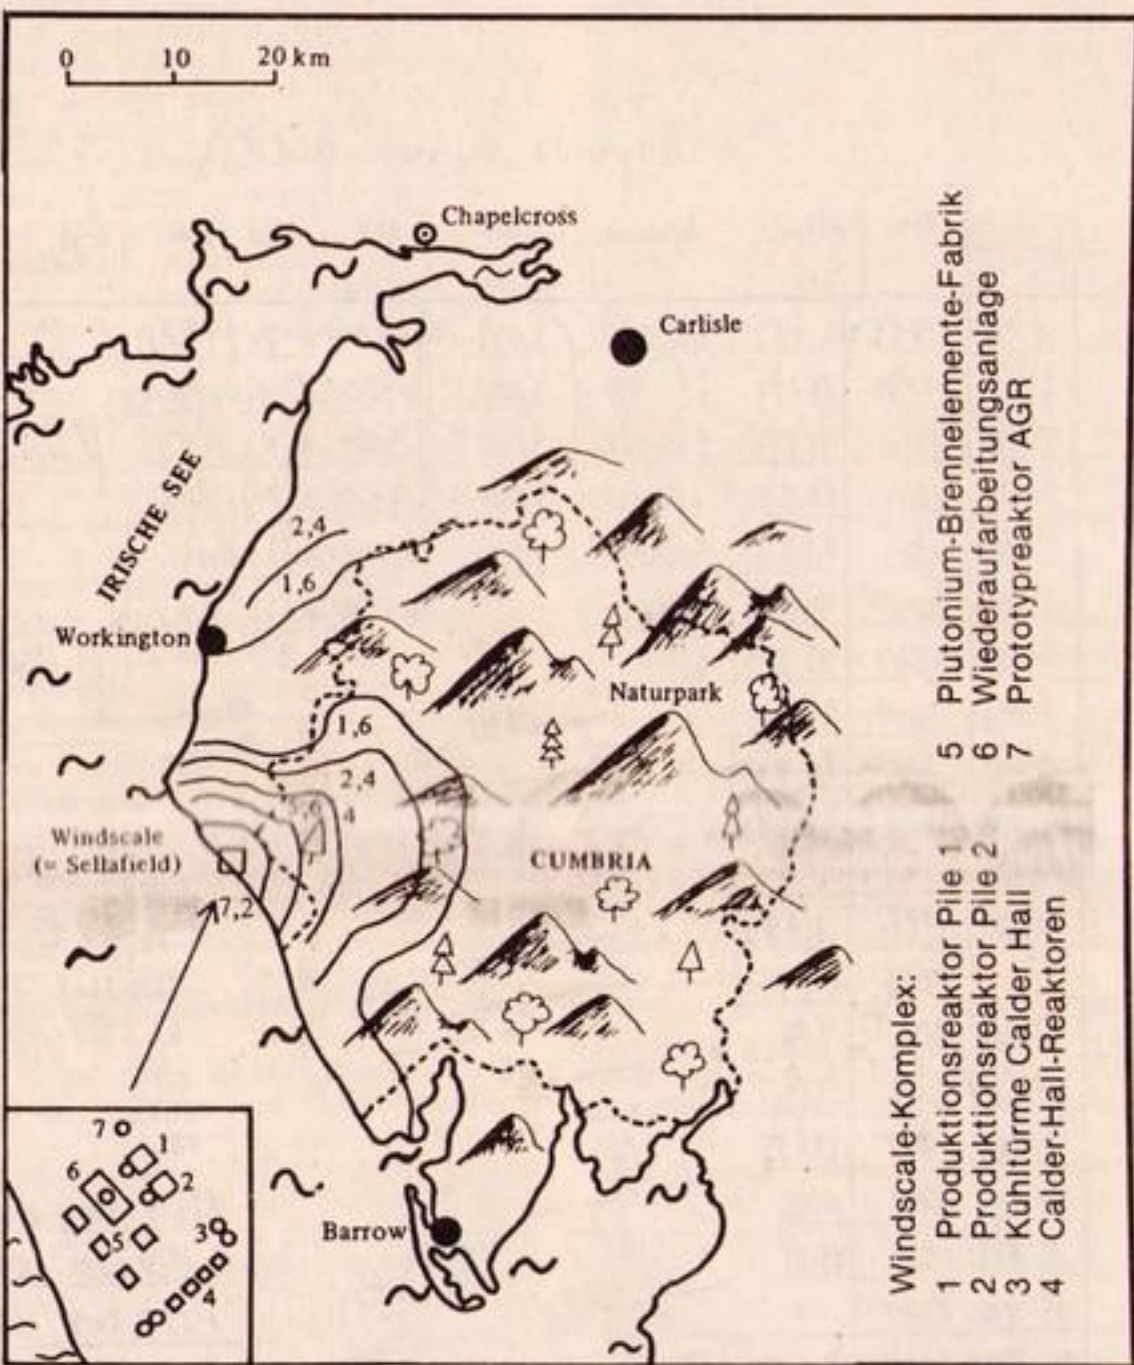 0 10 20 km
Chapelcross
Carlisle
IRISCHE SEE
2,4
1,6
Workington
Naturpark
1,6
2,4
5,6
4
Windscale
(= Sellafield)
CUMBRIA
7,2
Barrow
7
1
6
2
5
3
4
Windscale-Komplex:
1 Produktionsreaktor Pile 1
2 Produktionsreaktor Pile 2
3 Kühltürme Calder Hall
4 Calder-Hall-Reaktoren
5 Plutonium-Brennelemente-Fabrik
6 Wiederaufarbeitungsanlage
7 Prototypreaktor AGR